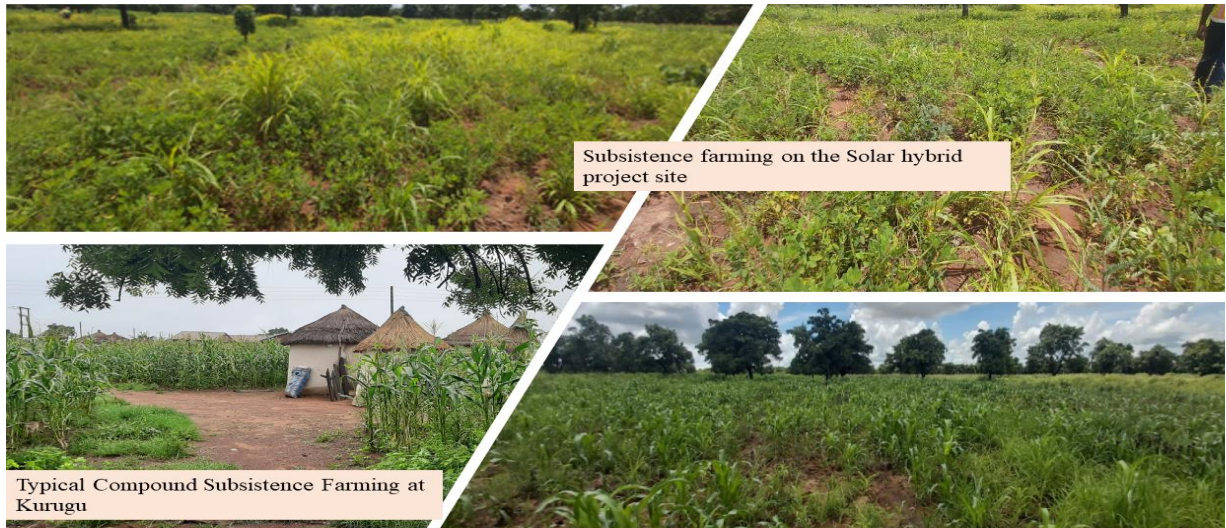 Subsistence farming on the Solar hybrid
project site
Typical Compound Subsistence Farming at
Kurugu